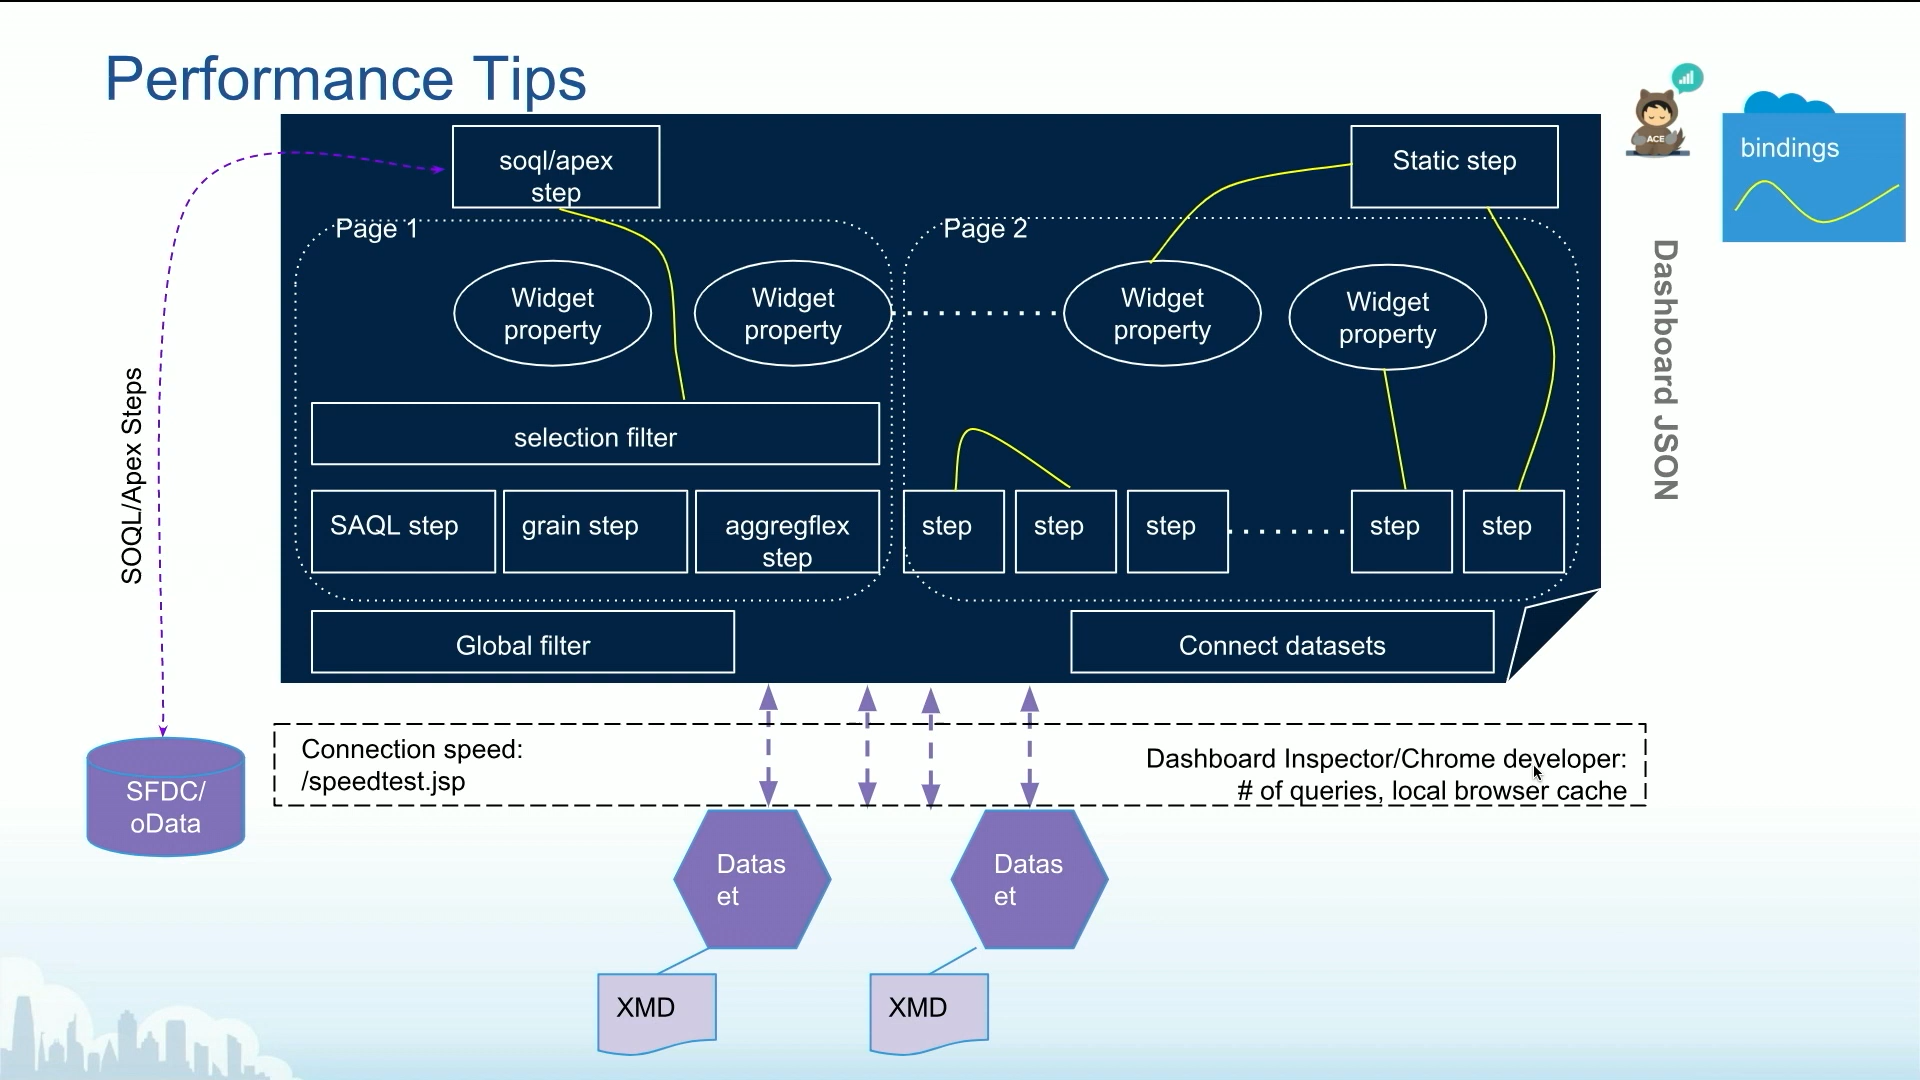 Performance Tips
ACE
bindings
soql/apex
step
Static step
Page 1
Page 2
Widget
property
Widget
property
Widget
property
Widget
property
Dashboard JSON
SOQL/Apex Steps
selection filter
SAQL step
grain step
aggregflex
step
step
step
step
step
step
Global filter
Connect datasets
Connection speed:
/speedtest.jsp
Dashboard Inspector/Chrome developer:
# of queries, local browser cache
SFDC/
oData
Datas
et
Datas
et
XMD
XMD